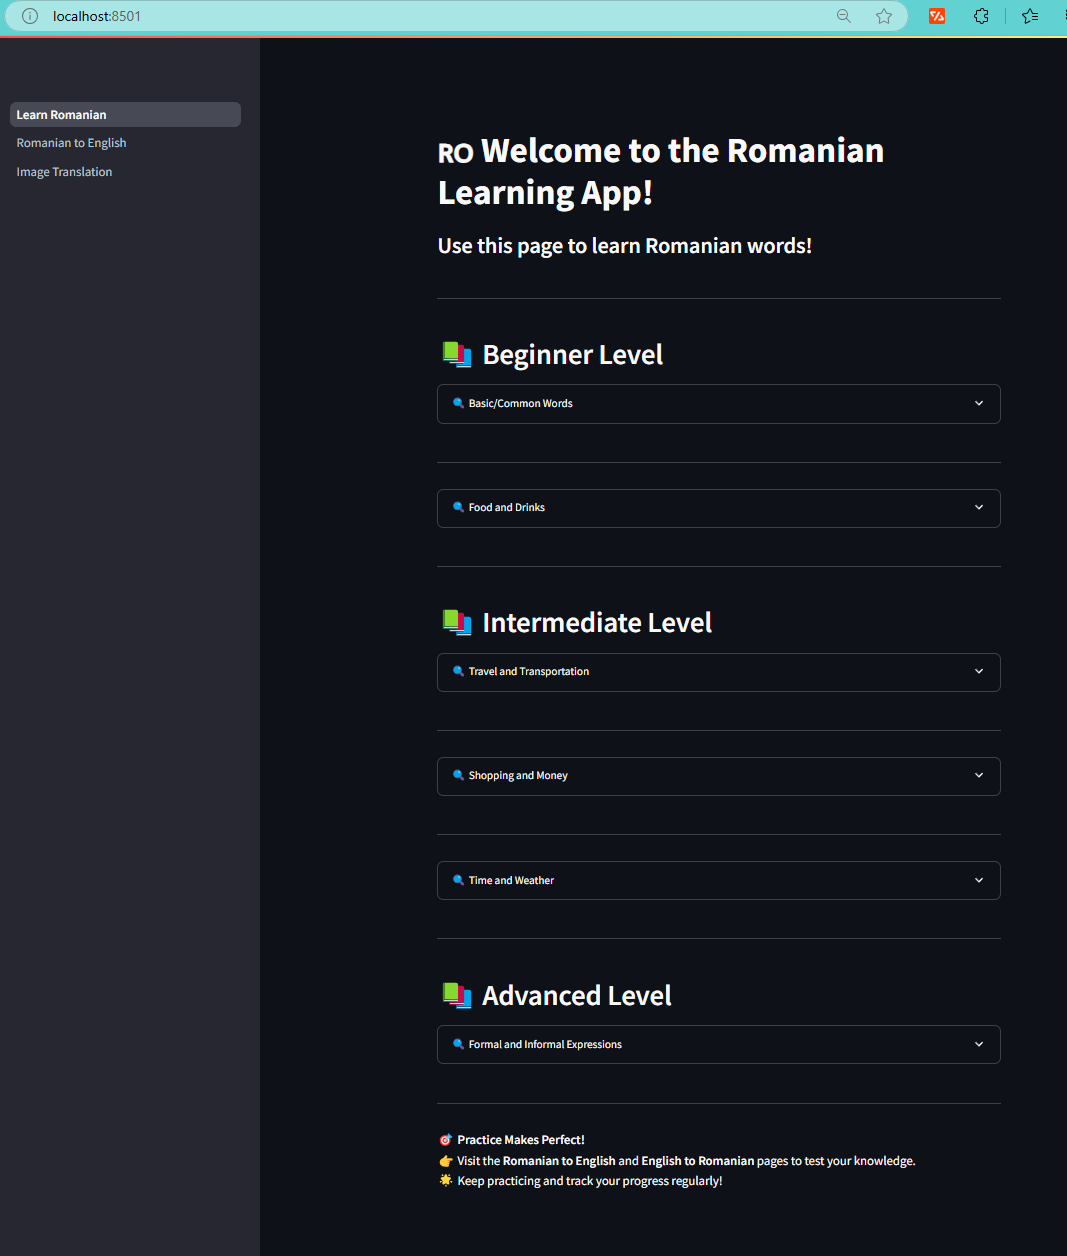 localhost:8501
Learn Romanian
Romanian to English
Image Translation
RO Welcome to the Romanian
Learning App!
Use this page to learn Romanian words!
Beginner Level
Basic/Common Words
Food and Drinks
Intermediate Level
Travel and Transportation
Shopping and Money
Time and Weather
Advanced Level
Formal and Informal Expressions
Practice Makes Perfect!
Visit the Romanian to English and English to Romanian pages to test your knowledge.
Keep practicing and track your progress regularly!